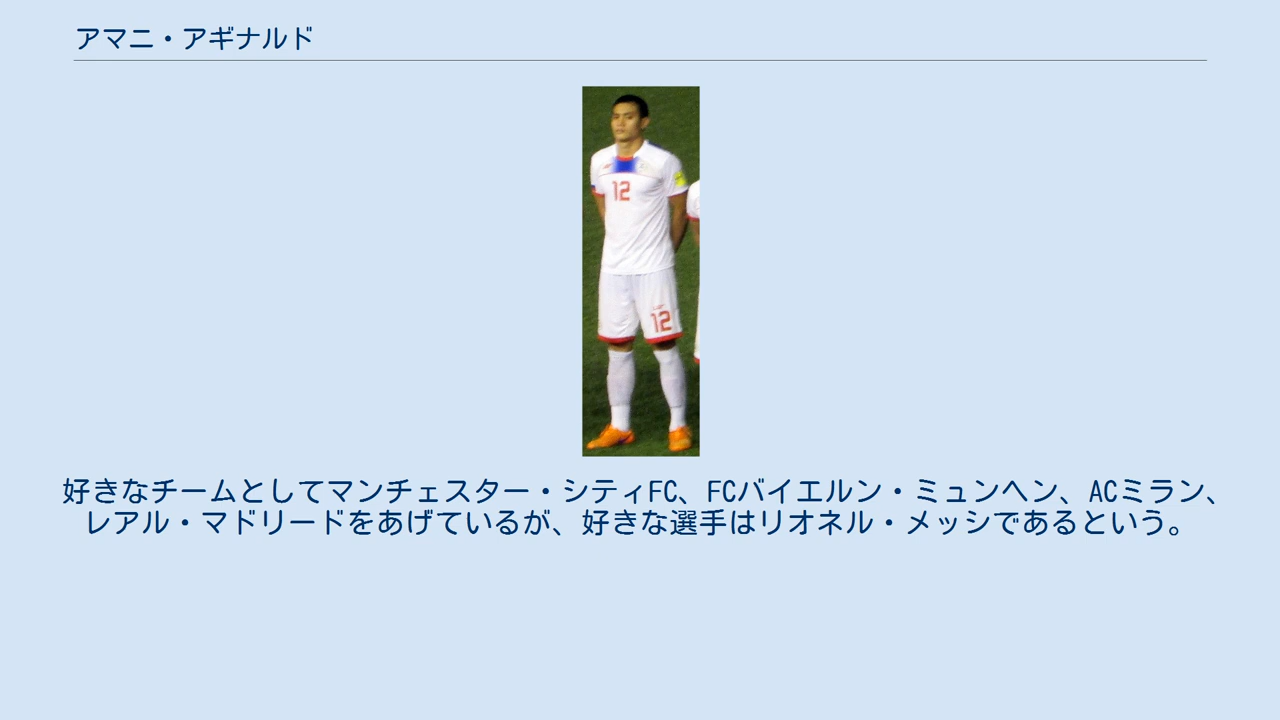 アマニ・アギナルド
12
12
好きなチームとしてマンチェスター・シティFC、FCバイエルン・ミュンヘン、ACミラン、
レアル・マドリードをあげているが、好きな選手はリオネル・メッシであるという。